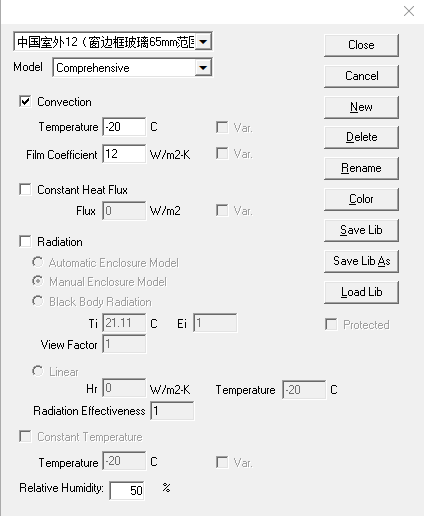 中国室外12（窗边框玻璃65mm范围
Close
Model Comprehensive
Cancel
Convection
New
Temperature -20 C Var.
Delete
Film Coefficient 12 W/m2-K Var.
Rename
Constant Heat Flux
Color
Flux 0 W/m2 Var.
Save Lib
Radiation
Save Lib As
Automatic Enclosure Model
Manual Enclosure Model
Load Lib
Black Body Radiation
Ti 21.11 C Ei 1
Protected
View Factor 1
Linear
Hr 0 W/m2-K Temperature -20 C
Radiation Effectiveness 1
Constant Temperature
Temperature -20 C Var.
Relative Humidity: 50 %